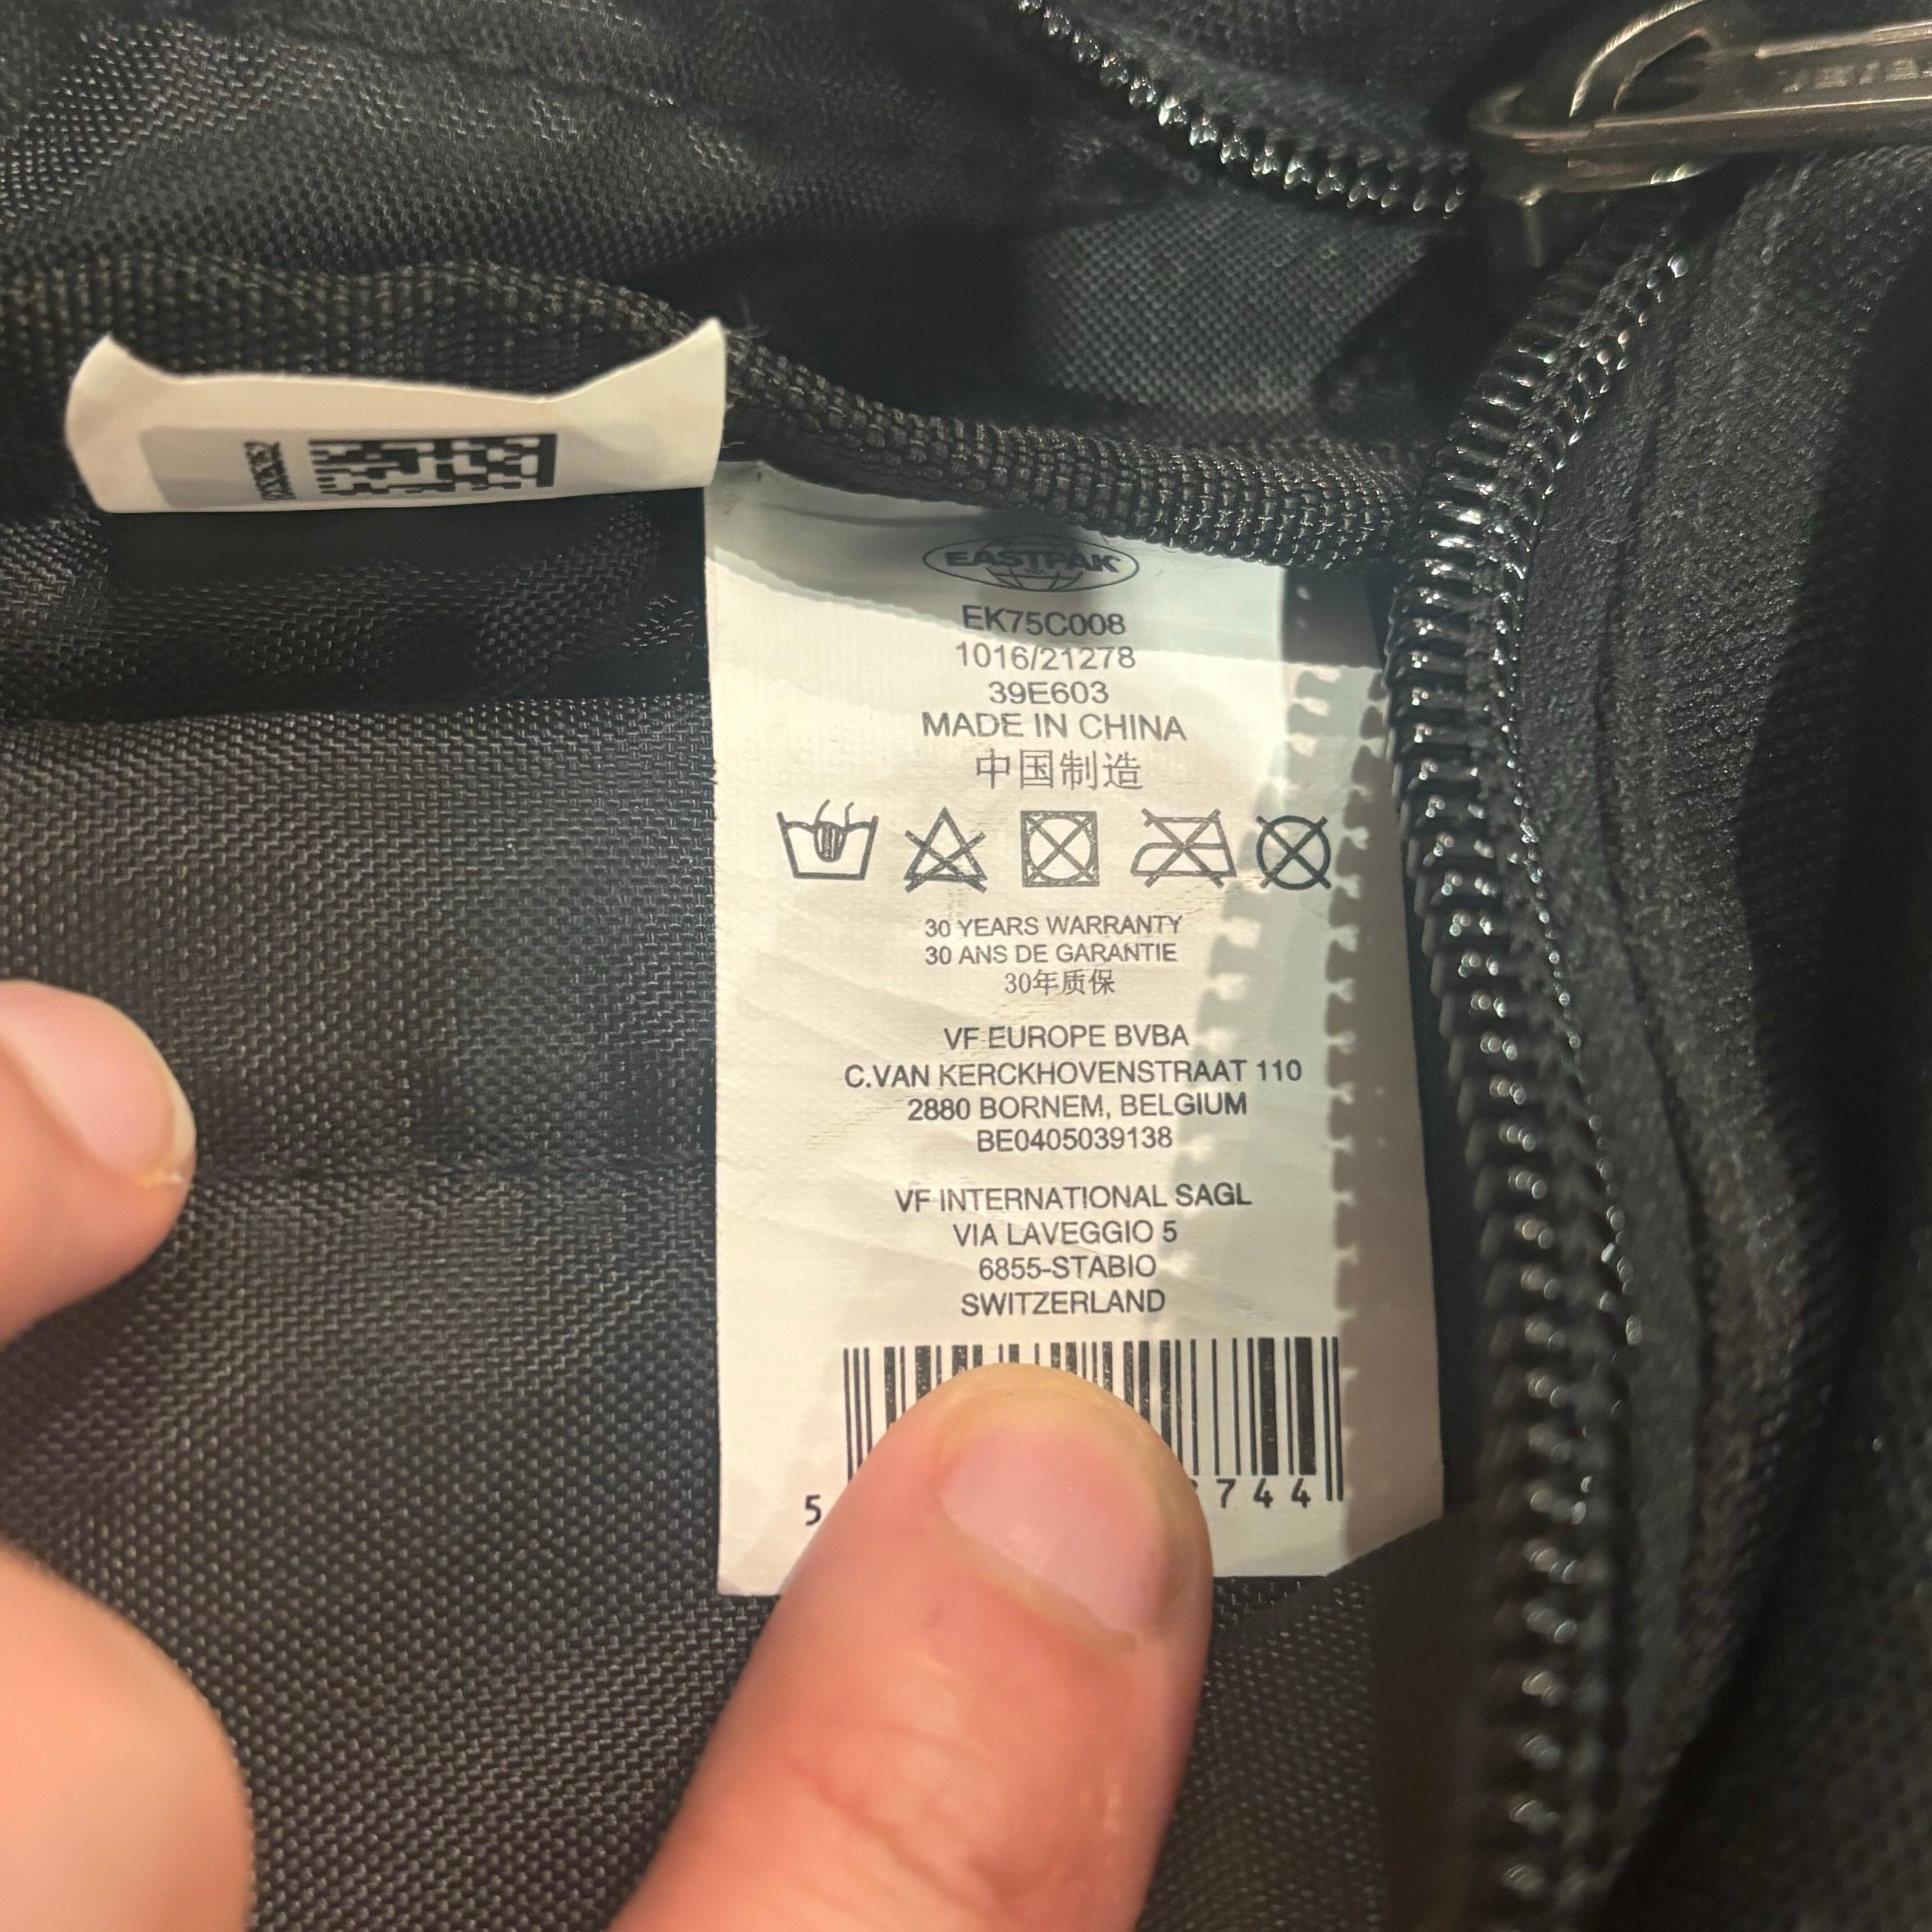 EASTPAK
EK75C008
1016/21278
39E603
MADE IN CHINA
中国制造
30 YEARS WARRANTY
30 ANS DE GARANTIE
30年质保
VF EUROPE BVBA
C.VAN KERCKHOVENSTRAAT 110
2880 BORNEM, BELGIUM
BE0405039138
VF INTERNATIONAL SAGL
VIA LAVEGGIO 5
6855-STABIO
SWITZERLAND
5 744